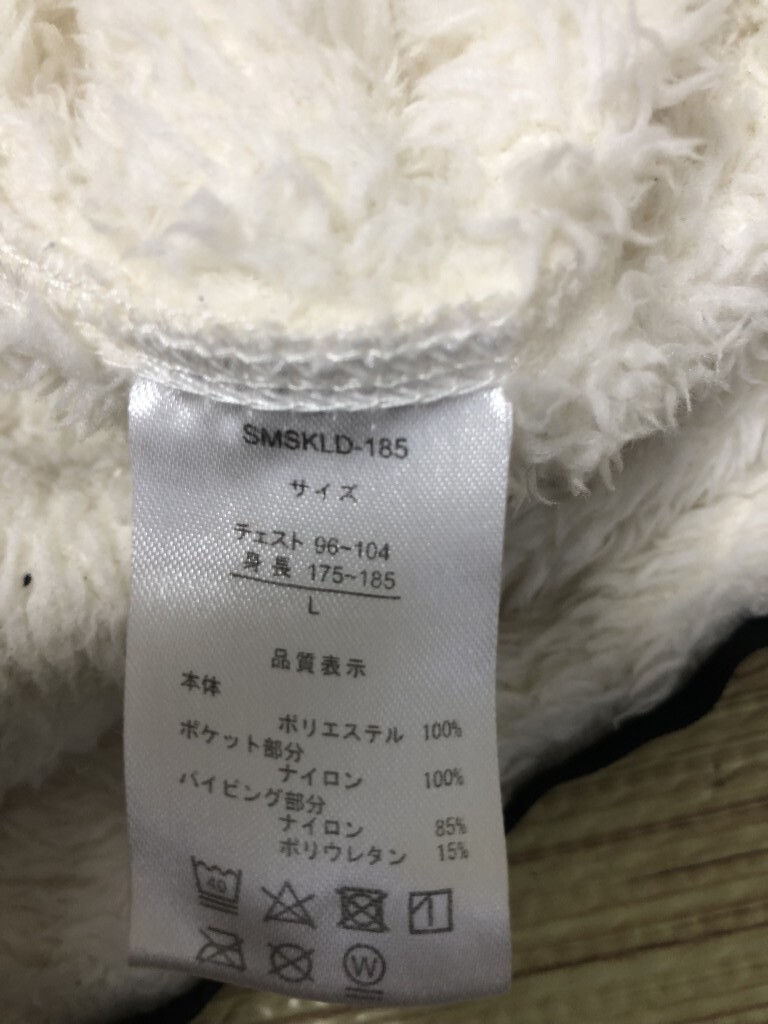 SMSKLD-185
サイズ
チェスト 96~104
身長 175~185
L
品質表示
本体
ポリエステル 100%
ポケット部分
ナイロン 100%
パイピング部分
ナイロン 85%
ポリウレタン 15%
40
W